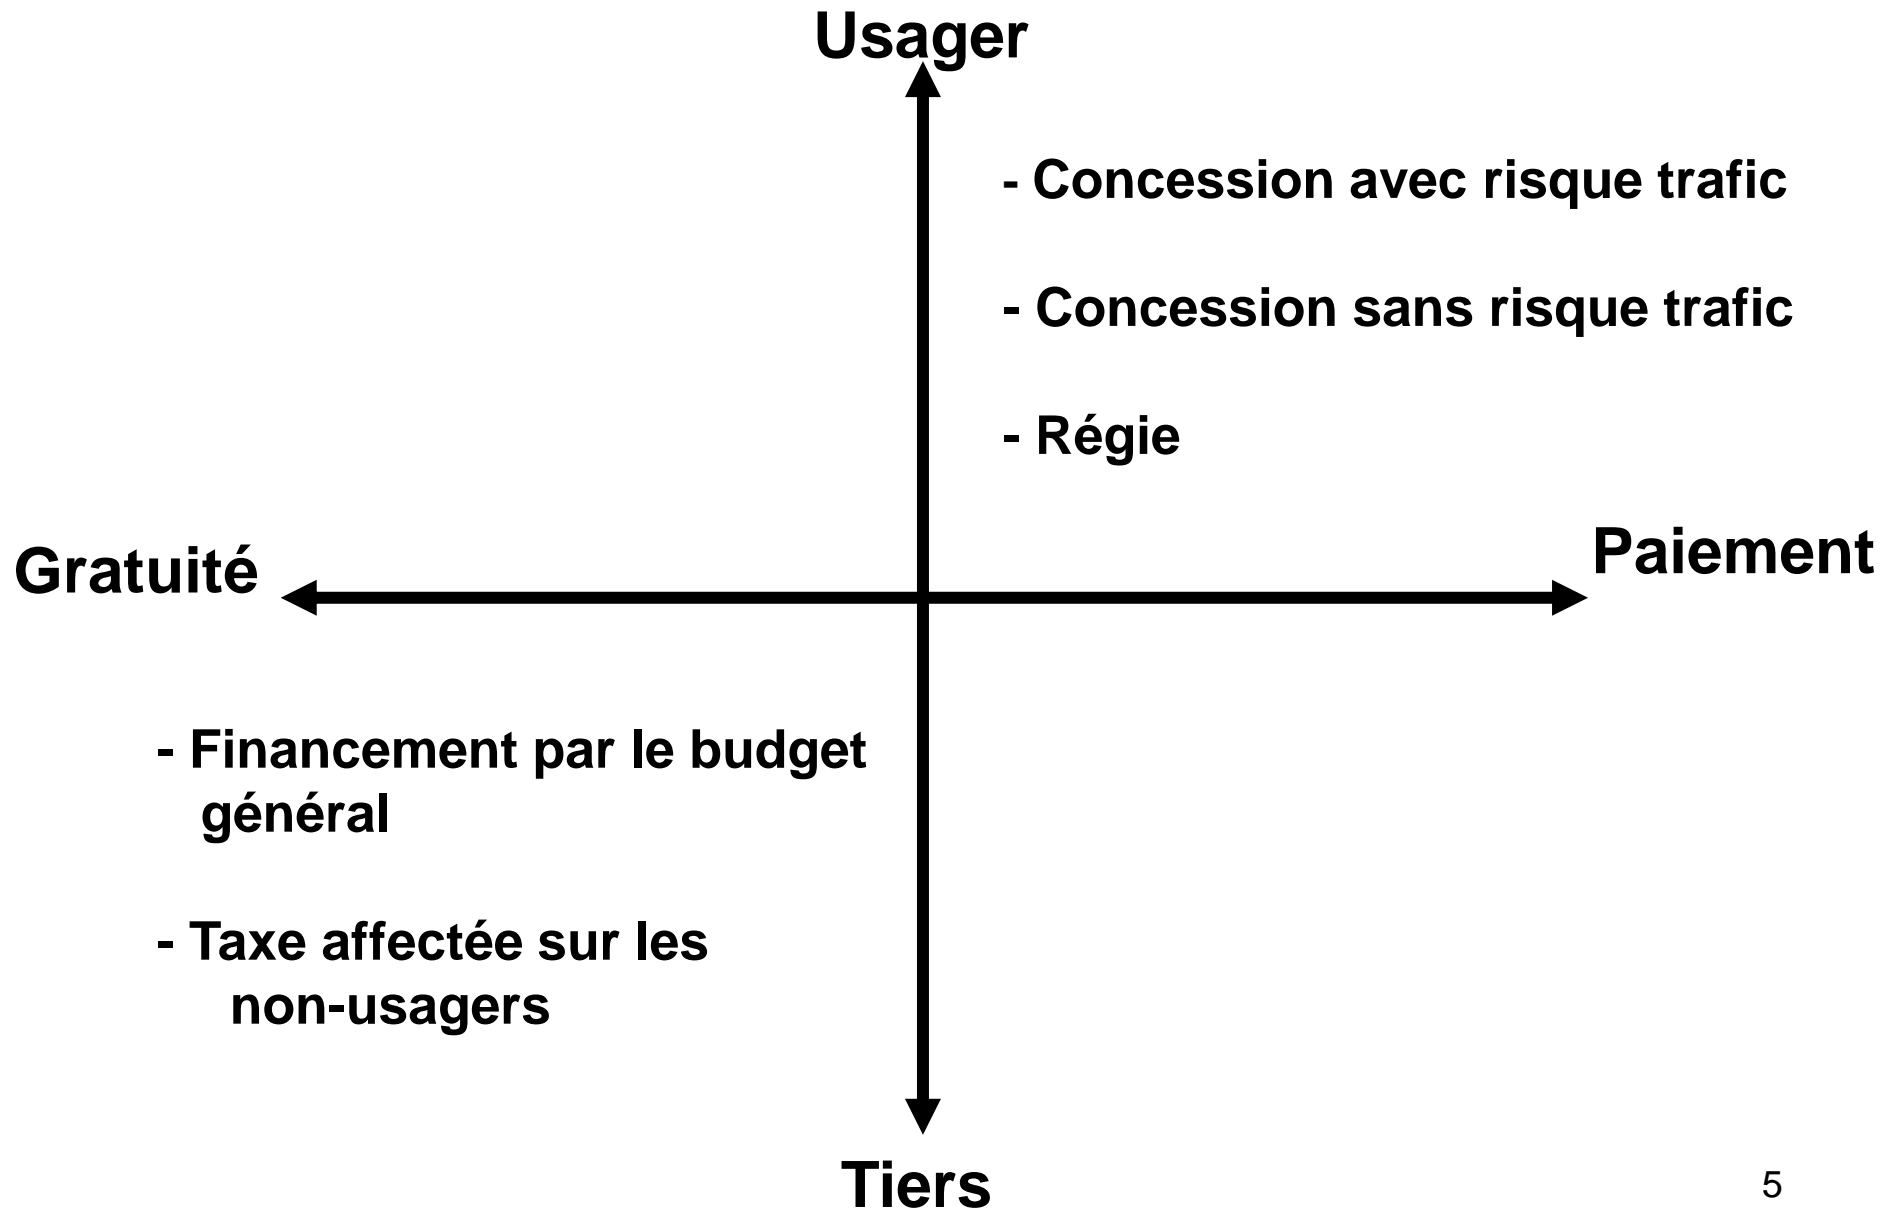 Usager
- Concession avec risque trafic
- Concession sans risque trafic
- Régie
Gratuité
Paiement
- Financement par le budget
général
- Taxe affectée sur les
non-usagers
Tiers
5